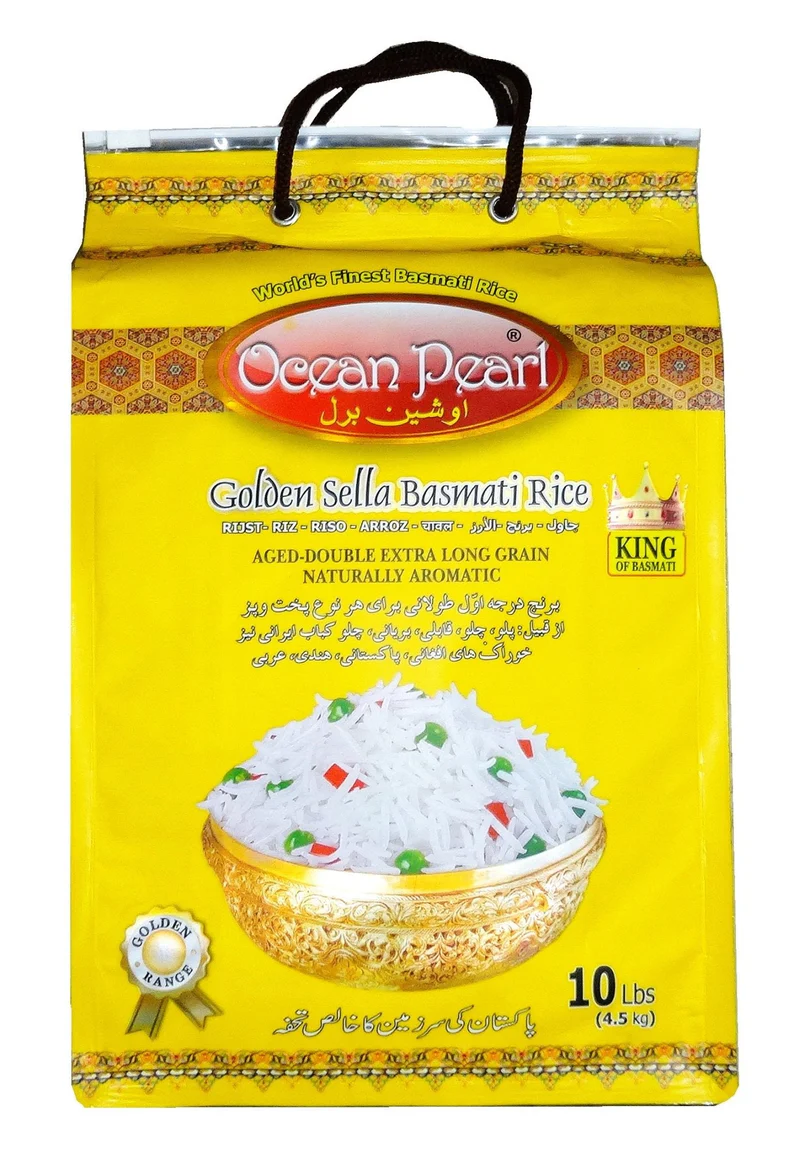 World's Finest Basmati Rice
Ocean Pearl ®
اوشین برل
Golden Sella Basmati Rice
RIJST- RIZ - RISO - ARROZ - चावल - چاول - برنج -الأرز
AGED-DOUBLE EXTRA LONG GRAIN
NATURALLY AROMATIC
KING
OF BASMATI
برنج درجه اوّل طولانی برای هر نوع پخت وپز
از قبیل: پلو، چلو، قابلی، بریانی، چلو کباب ایرانی نیز
خوراک های افغانی، پاکستانی، هندی، عربی
GOLDEN
RANGE
10 Lbs
(4.5 kg)
پاکستان کی سرزمین کا خالص تحفہ